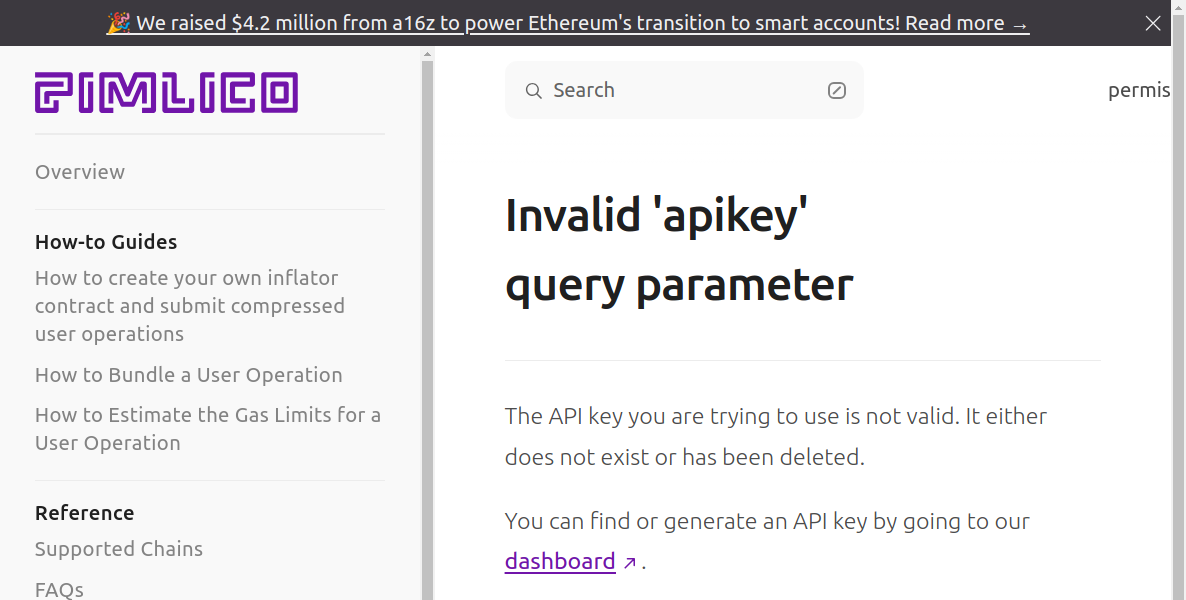 🎉 We raised $4.2 million from a16z to power Ethereum's transition to smart accounts! Read more →
PIMLICO
Search
permis
Overview
How-to Guides
How to create your own inflator
contract and submit compressed
user operations
How to Bundle a User Operation
How to Estimate the Gas Limits for a
User Operation
Reference
Supported Chains
FAQs
Invalid 'apikey'
query parameter
The API key you are trying to use is not valid. It either
does not exist or has been deleted.
You can find or generate an API key by going to our
dashboard ↗ .